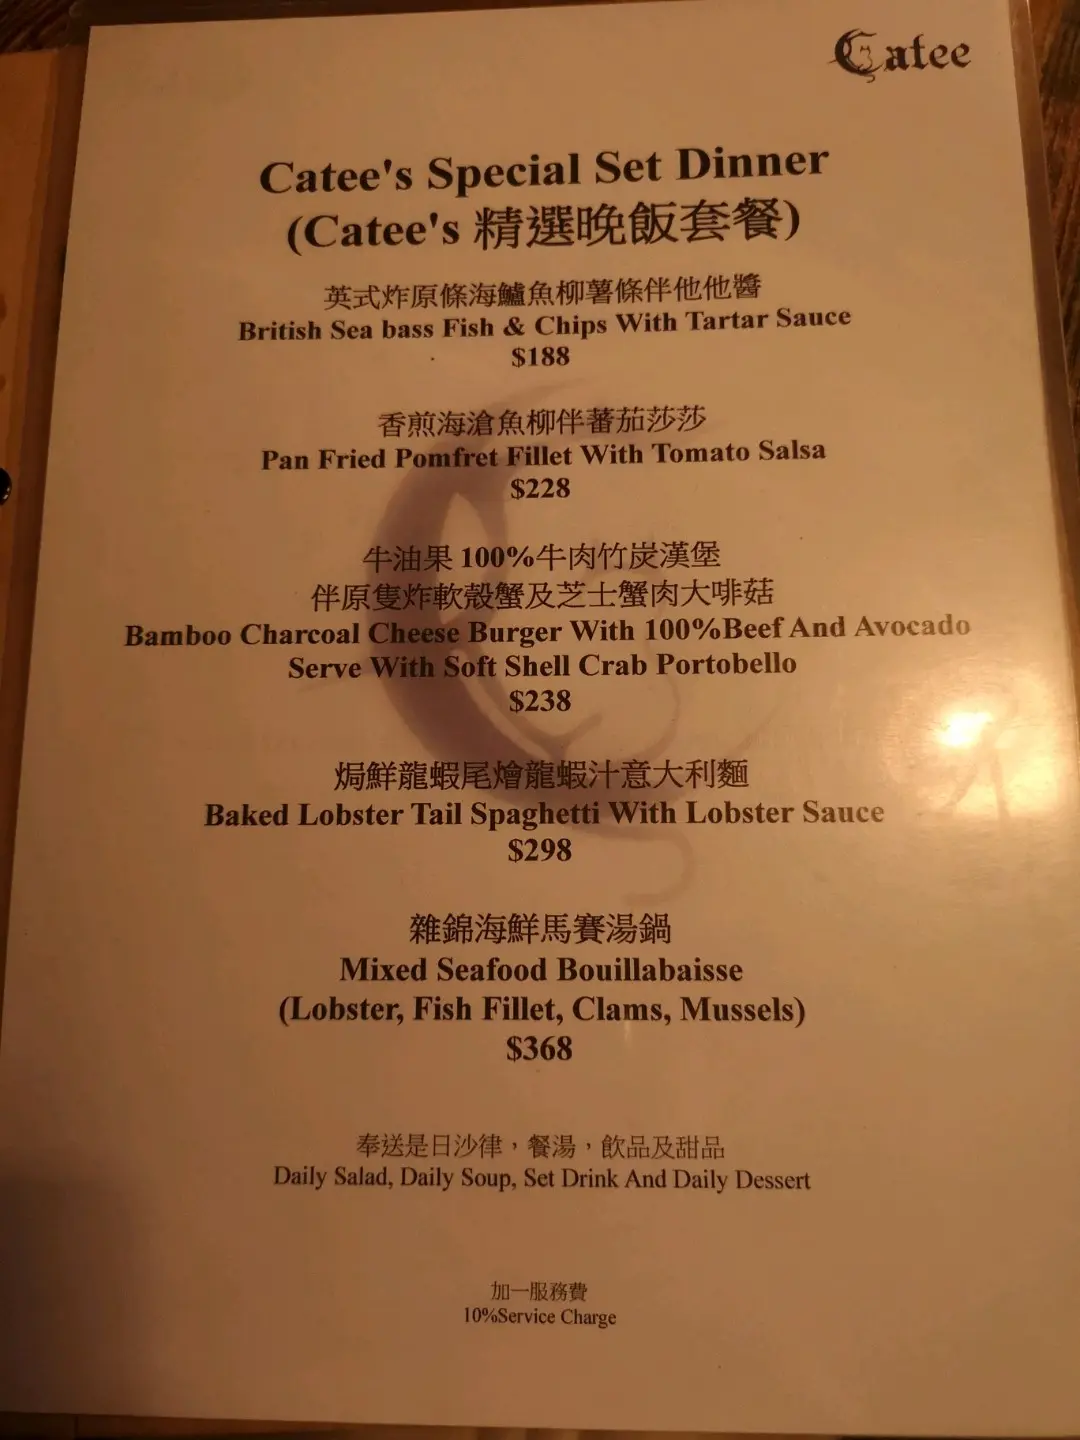 Catee
Catee's Special Set Dinner
(Catee's 精選晚飯套餐)
英式炸原條海鱸魚柳薯條伴他他醬
British Sea bass Fish & Chips With Tartar Sauce
$188
香煎海滄魚柳伴蕃茄莎莎
Pan Fried Pomfret Fillet With Tomato Salsa
$228
牛油果 100%牛肉竹炭漢堡
伴原隻炸軟殼蟹及芝士蟹肉大啡菇
Bamboo Charcoal Cheese Burger With 100%Beef And Avocado
Serve With Soft Shell Crab Portobello
$238
焗鮮龍蝦尾燴龍蝦汁意大利麵
Baked Lobster Tail Spaghetti With Lobster Sauce
$298
雜錦海鮮馬賽湯鍋
Mixed Seafood Bouillabaisse
(Lobster, Fish Fillet, Clams, Mussels)
$368
奉送是日沙律，餐湯，飲品及甜品
Daily Salad, Daily Soup, Set Drink And Daily Dessert
加一服務費
10%Service Charge